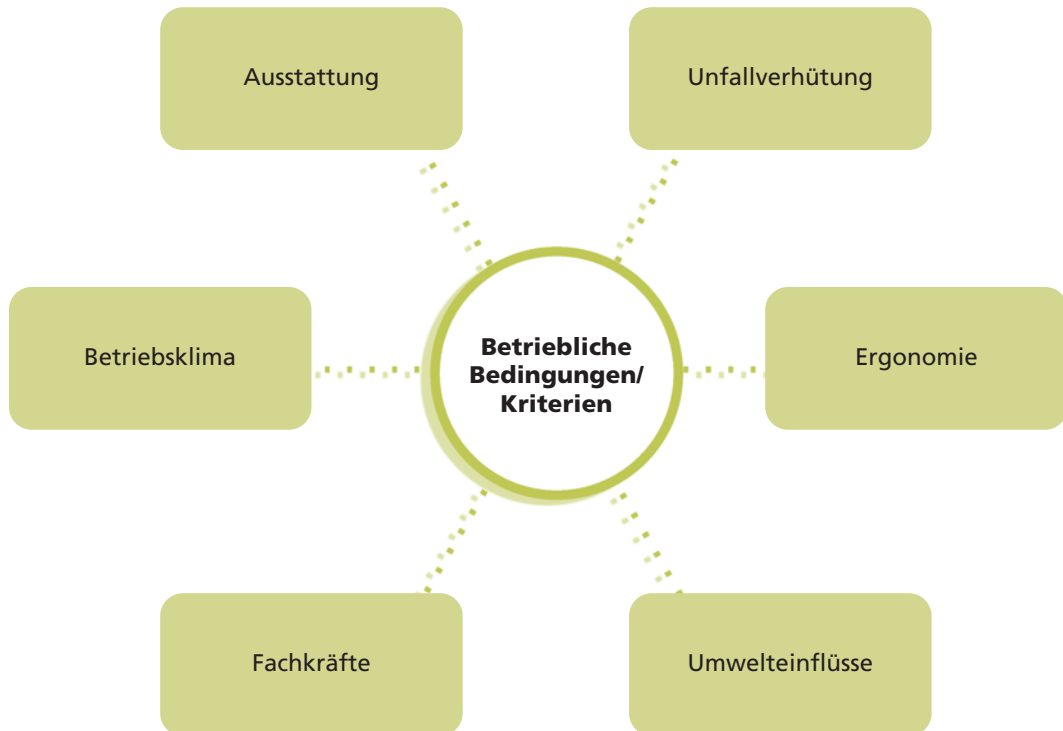 Ausstattung
Unfallverhütung
Betriebsklima
Betriebliche
Bedingungen/
Kriterien
Ergonomie
Fachkräfte
Umwelteinflüsse